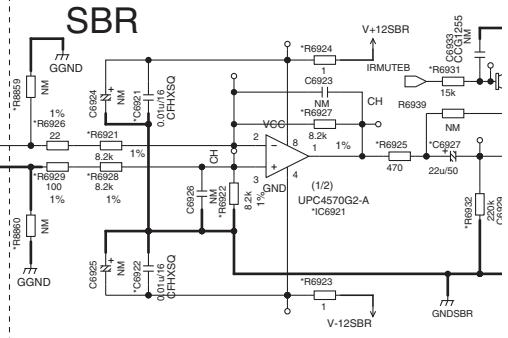 SBR
V+12SBR
GGND
*R6924
1
C6923
NM
CH
IRMUTEB
*R6931
15k
C6933
NM
CCG1255
*R8859
NM
C6924
NM
*C6921
0.01u/16
CFHXSQ
1%
*R6926
22
*R6921
8.2k
1%
*R6927
8.2k
1%
R6939
NM
VCC
2
8
1
3
4
GND
(1/2)
UPC4570G2-A
*IC6921
*R6925
470
*C6927
22u/50
*R6929
100
1%
*R6928
8.2k
1%
CH
C6926
NM
*R6922
8.2k
1%
*R6932
220k
C6929
*R8860
NM
C6925
NM
*C6922
0.01u/16
CFHXSQ
GGND
*R6923
1
V-12SBR
GNDSBR